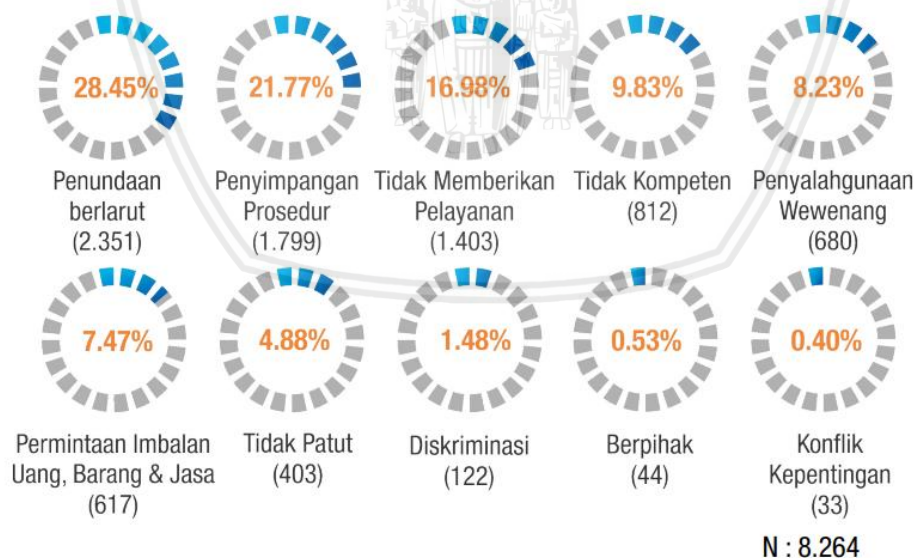 28.45%
Penundaan
berlarut
(2.351)
21.77%
Penyimpangan
Prosedur
(1.799)
16.98%
Tidak Memberikan
Pelayanan
(1.403)
9.83%
Tidak Kompeten
(812)
8.23%
Penyalahgunaan
Wewenang
(680)
7.47%
Permintaan Imbalan
Uang, Barang & Jasa
(617)
4.88%
Tidak Patut
(403)
1.48%
Diskriminasi
(122)
0.53%
Berpihak
(44)
0.40%
Konflik
Kepentingan
(33)
N : 8.264